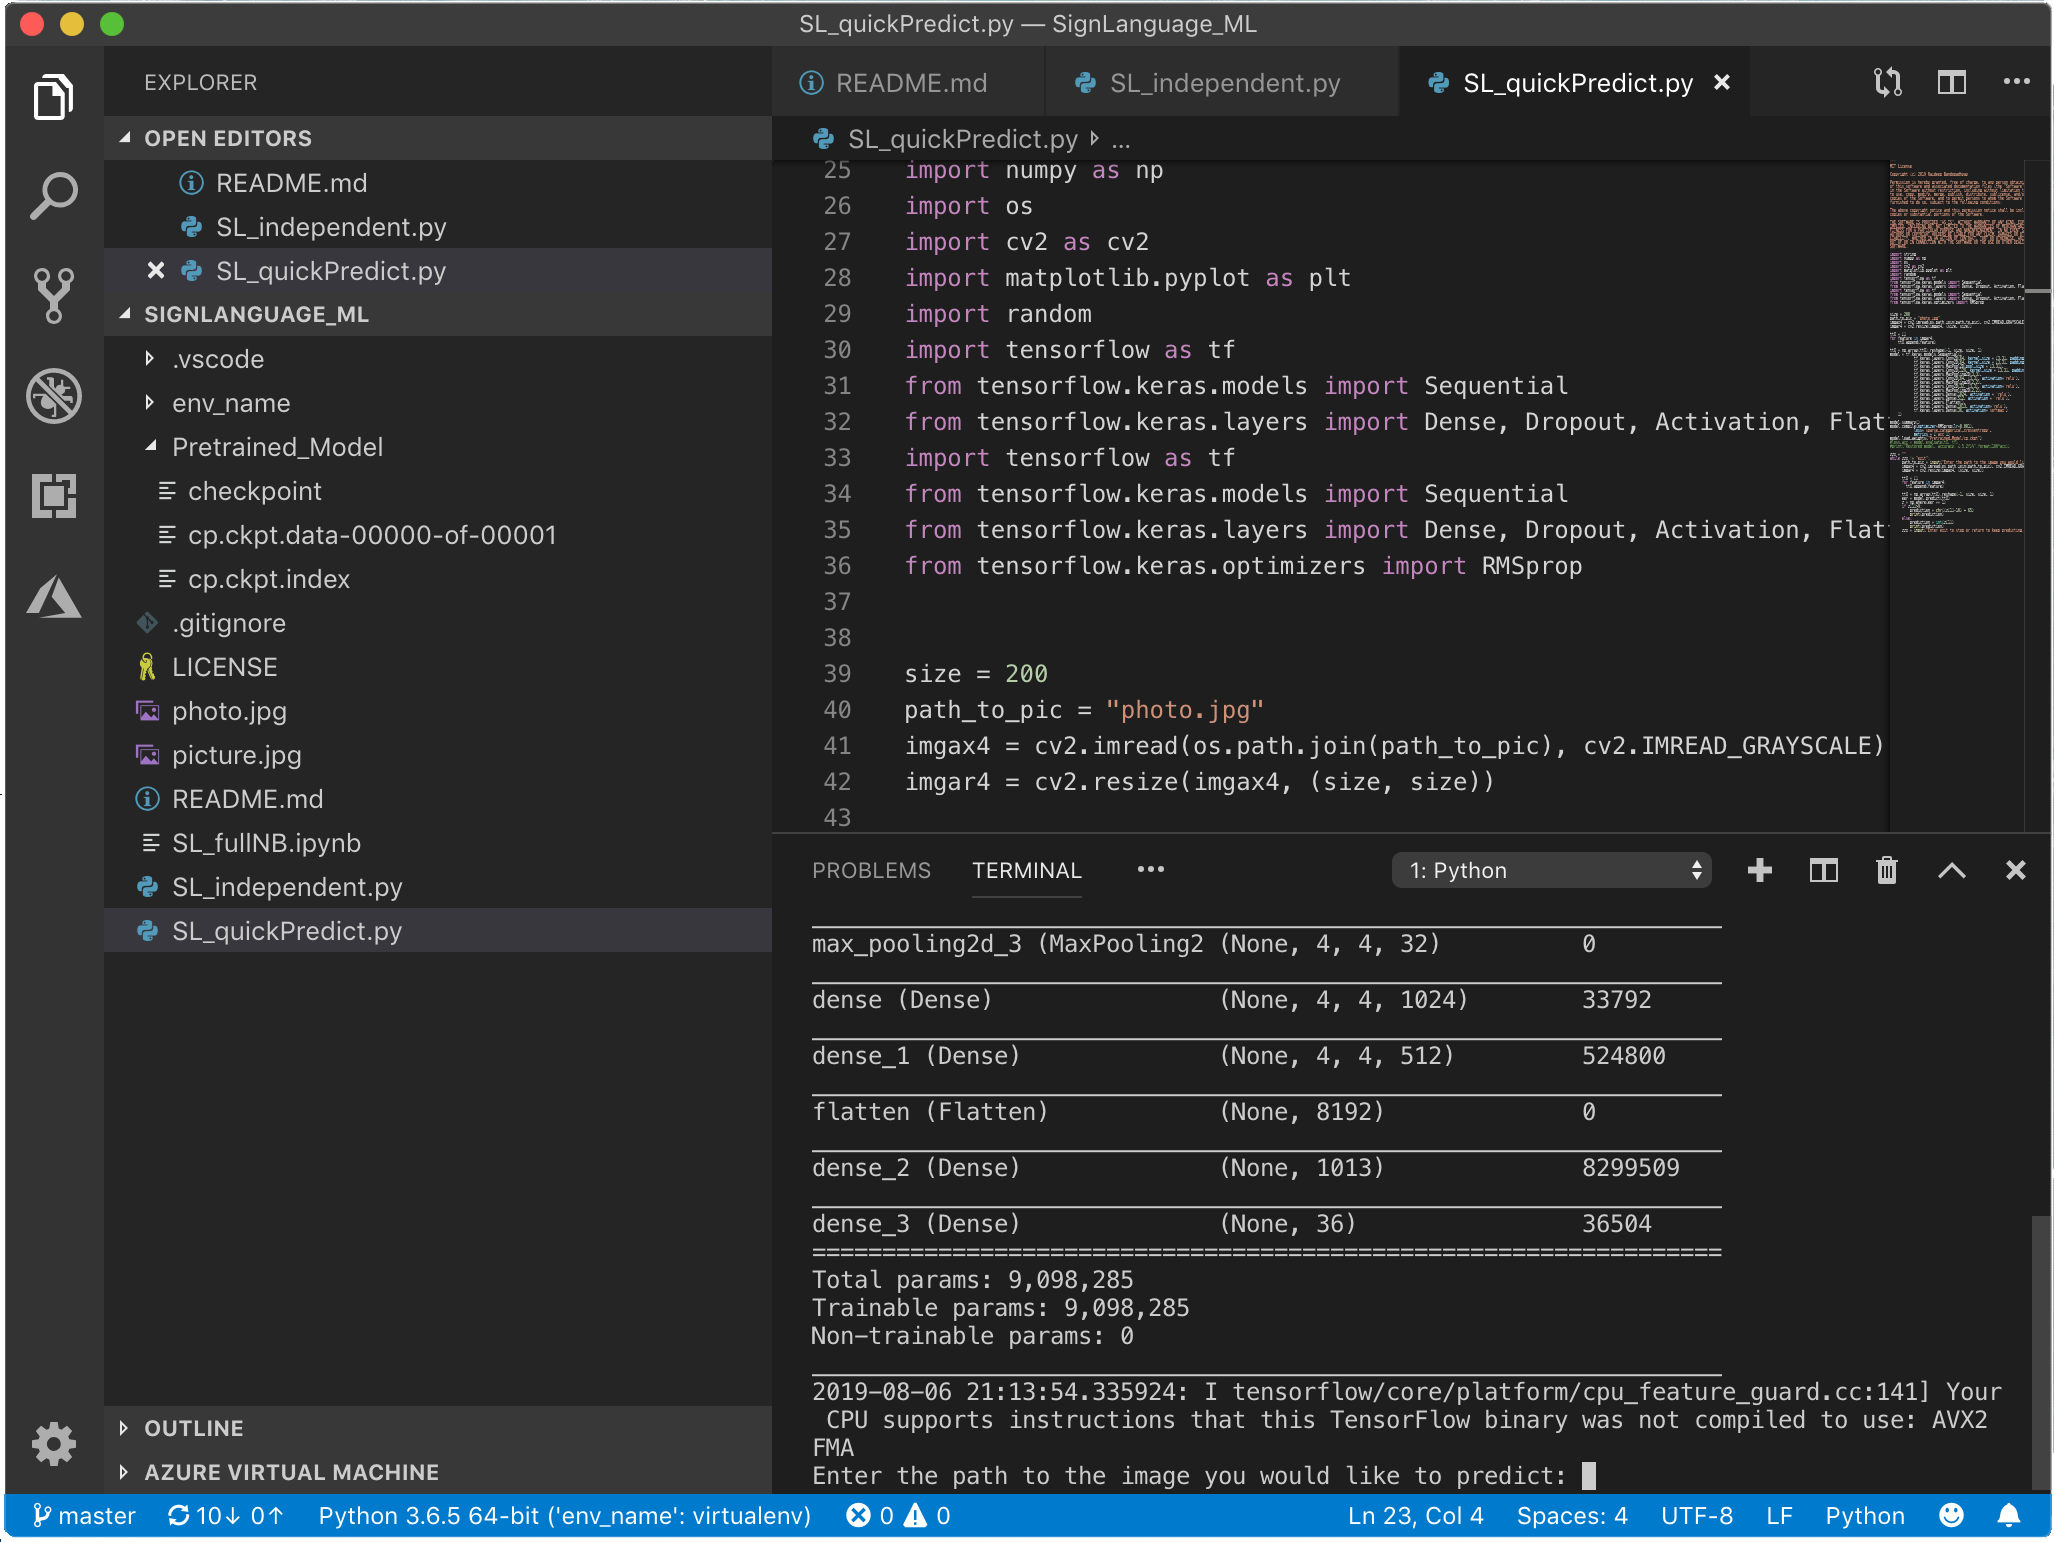 SL_quickPredict.py — SignLanguage_ML
EXPLORER
OPEN EDITORS
README.md
SL_independent.py
SL_quickPredict.py
SIGNLANGUAGE_ML
.vscode
env_name
Pretrained_Model
checkpoint
cp.ckpt.data-00000-of-00001
cp.ckpt.index
.gitignore
LICENSE
photo.jpg
picture.jpg
README.md
SL_fullNB.ipynb
SL_independent.py
SL_quickPredict.py
OUTLINE
AZURE VIRTUAL MACHINE
README.md SL_independent.py SL_quickPredict.py
SL_quickPredict.py ...
25 import numpy as np
26 import os
27 import cv2 as cv2
28 import matplotlib.pyplot as plt
29 import random
30 import tensorflow as tf
31 from tensorflow.keras.models import Sequential
32 from tensorflow.keras.layers import Dense, Dropout, Activation, Flat
33 import tensorflow as tf
34 from tensorflow.keras.models import Sequential
35 from tensorflow.keras.layers import Dense, Dropout, Activation, Flat
36 from tensorflow.keras.optimizers import RMSprop
37
38
39 size = 200
40 path_to_pic = "photo.jpg"
41 imgax4 = cv2.imread(os.path.join(path_to_pic), cv2.IMREAD_GRAYSCALE)
42 imgar4 = cv2.resize(imgax4, (size, size))
43
PROBLEMS TERMINAL ••• 1: Python
max_pooling2d_3 (MaxPooling2 (None, 4, 4, 32) 0
dense (Dense) (None, 4, 4, 1024) 33792
dense_1 (Dense) (None, 4, 4, 512) 524800
flatten (Flatten) (None, 8192) 0
dense_2 (Dense) (None, 1013) 8299509
dense_3 (Dense) (None, 36) 36504
=================================================================
Total params: 9,098,285
Trainable params: 9,098,285
Non-trainable params: 0
2019-08-06 21:13:54.335924: I tensorflow/core/platform/cpu_feature_guard.cc:141] Your
CPU supports instructions that this TensorFlow binary was not compiled to use: AVX2
FMA
Enter the path to the image you would like to predict:
master 10↓ 0↑ Python 3.6.5 64-bit ('env_name': virtualenv) 0 0 Ln 23, Col 4 Spaces: 4 UTF-8 LF Python